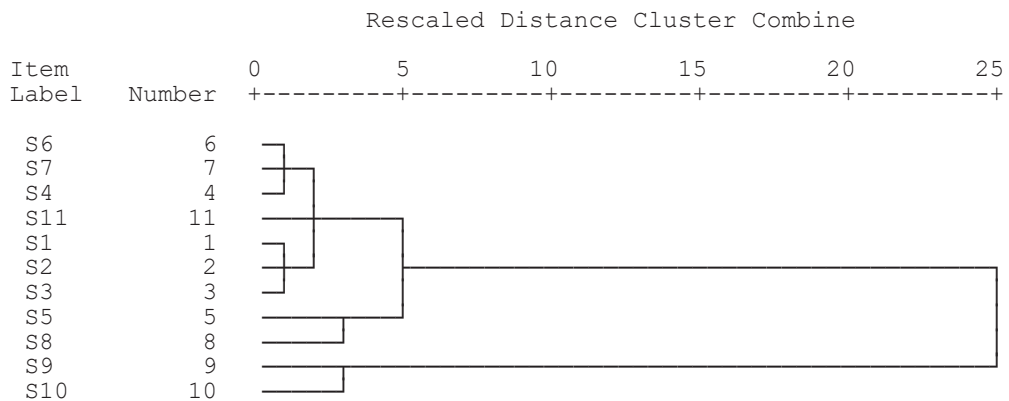 Rescaled Distance Cluster Combine
Item 0 5 10 15 20 25
Label Number +---------+---------+---------+---------+---------+
S6 6
S7 7
S4 4
S11 11
S1 1
S2 2
S3 3
S5 5
S8 8
S9 9
S10 10